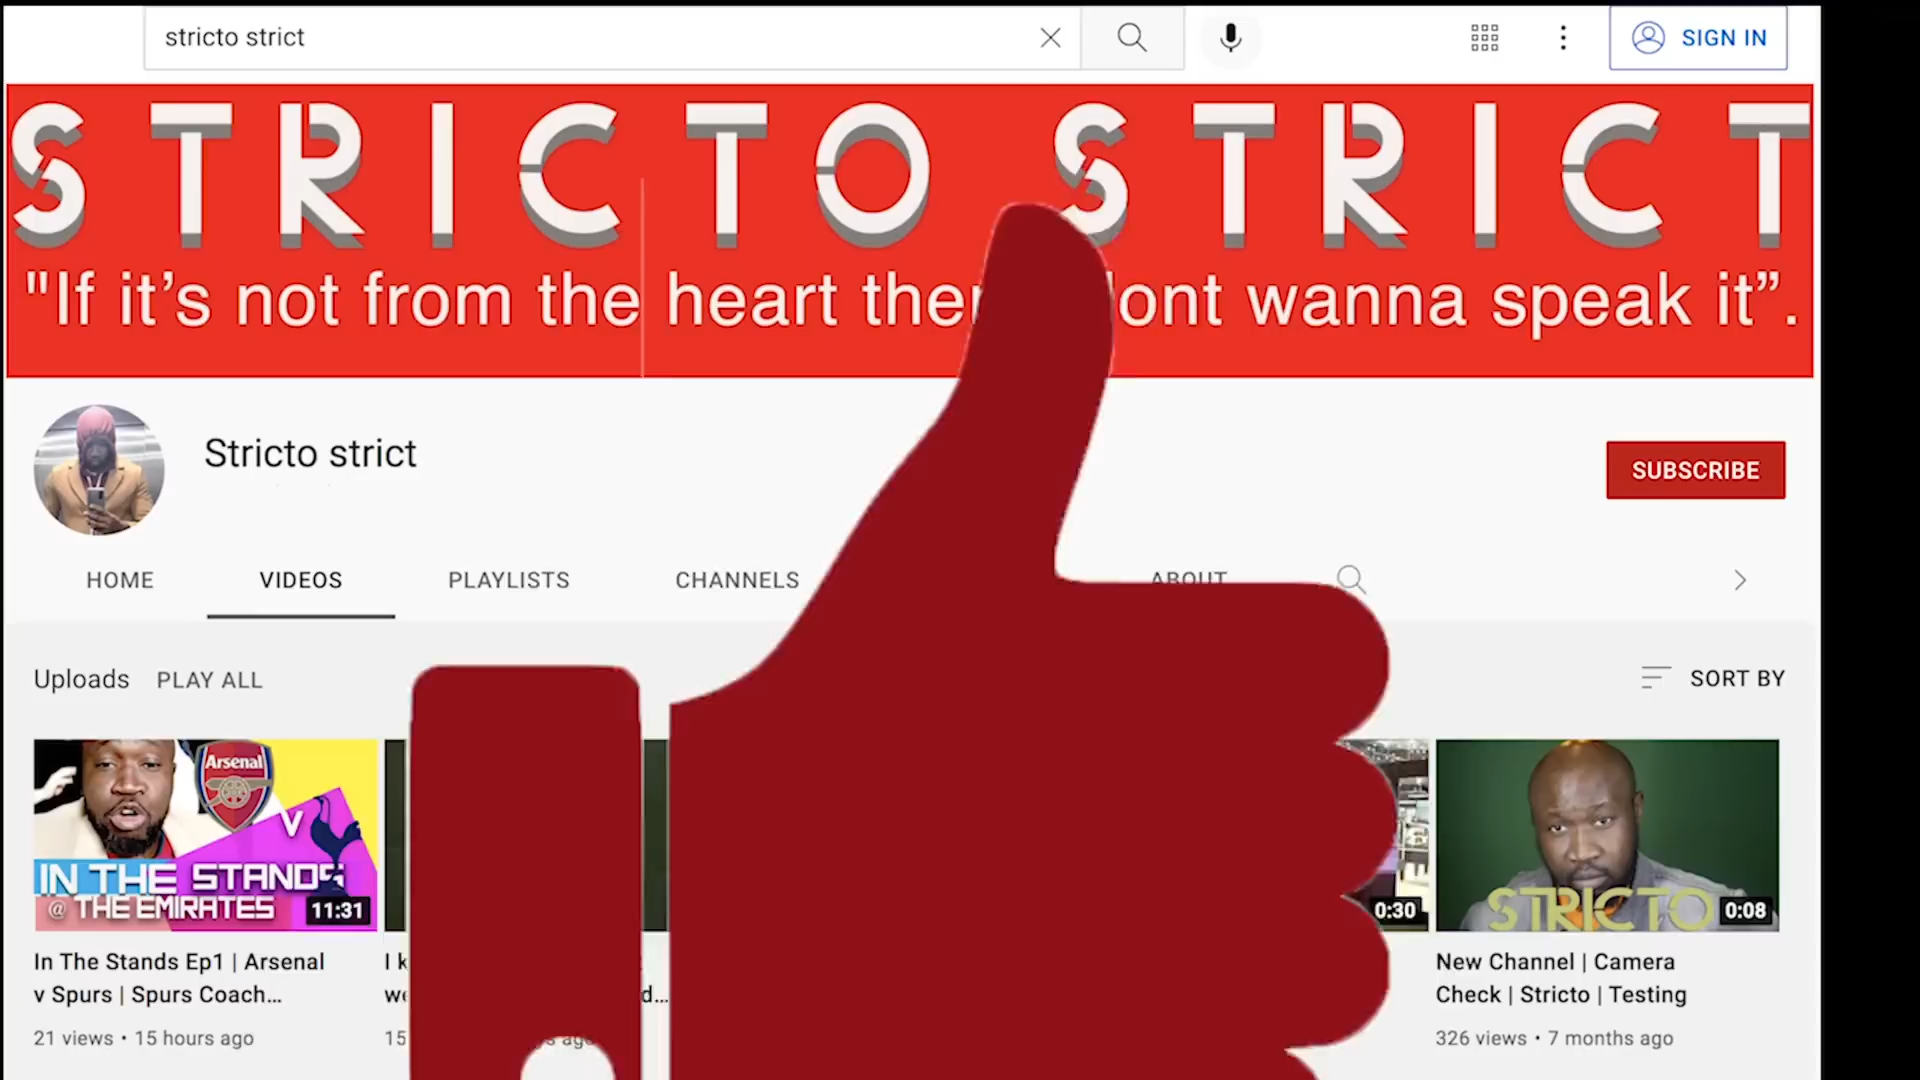 stricto strict
SIGN IN
STRICTO STRICT
"If it’s not from the heart the ont wanna speak it”.
Stricto strict
SUBSCRIBE
HOME VIDEOS PLAYLISTS CHANNELS ABOUT
Uploads PLAY ALL
SORT BY
Arsenal
V
IN THE STANDS
@ THE EMIRATES
11:31
0:30
STRICTO
0:08
In The Stands Ep1 | Arsenal
v Spurs | Spurs Coach...
21 views • 15 hours ago
I
15
New Channel | Camera
Check | Stricto | Testing
326 views • 7 months ago